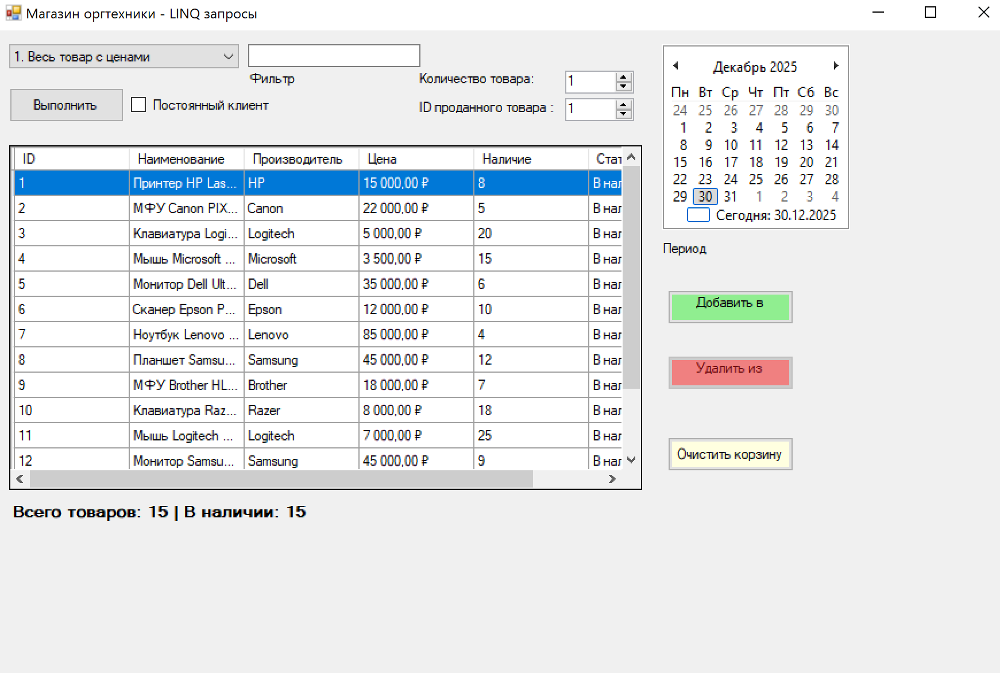 Магазин оргтехники - LINQ запросы
1. Весь товар с ценами
Фильтр
Количество товара: 1
Выполнить
Постоянный клиент
ID проданного товара : 1
ID Наименование Производитель Цена Наличие Стат
1 Принтер HP Las... HP 15 000,00 ₽ 8 В нал
2 МФУ Canon PIX... Canon 22 000,00 ₽ 5 В нал
3 Клавиатура Logi... Logitech 5 000,00 ₽ 20 В нал
4 Мышь Microsoft ... Microsoft 3 500,00 ₽ 15 В нал
5 Монитор Dell Ult... Dell 35 000,00 ₽ 6 В нал
6 Сканер Epson P... Epson 12 000,00 ₽ 10 В нал
7 Ноутбук Lenovo ... Lenovo 85 000,00 ₽ 4 В нал
8 Планшет Samsu... Samsung 45 000,00 ₽ 12 В нал
9 МФУ Brother HL... Brother 18 000,00 ₽ 7 В нал
10 Клавиатура Raz... Razer 8 000,00 ₽ 18 В нал
11 Мышь Logitech ... Logitech 7 000,00 ₽ 25 В нал
12 Монитор Samsu... Samsung 45 000,00 ₽ 9 В нал
Всего товаров: 15 | В наличии: 15
Декабрь 2025
Пн Вт Ср Чт Пт Сб Вс
24 25 26 27 28 29 30
1 2 3 4 5 6 7
8 9 10 11 12 13 14
15 16 17 18 19 20 21
22 23 24 25 26 27 28
29 30 31 1 2 3 4
Сегодня: 30.12.2025
Период
Добавить в
Удалить из
Очистить корзину